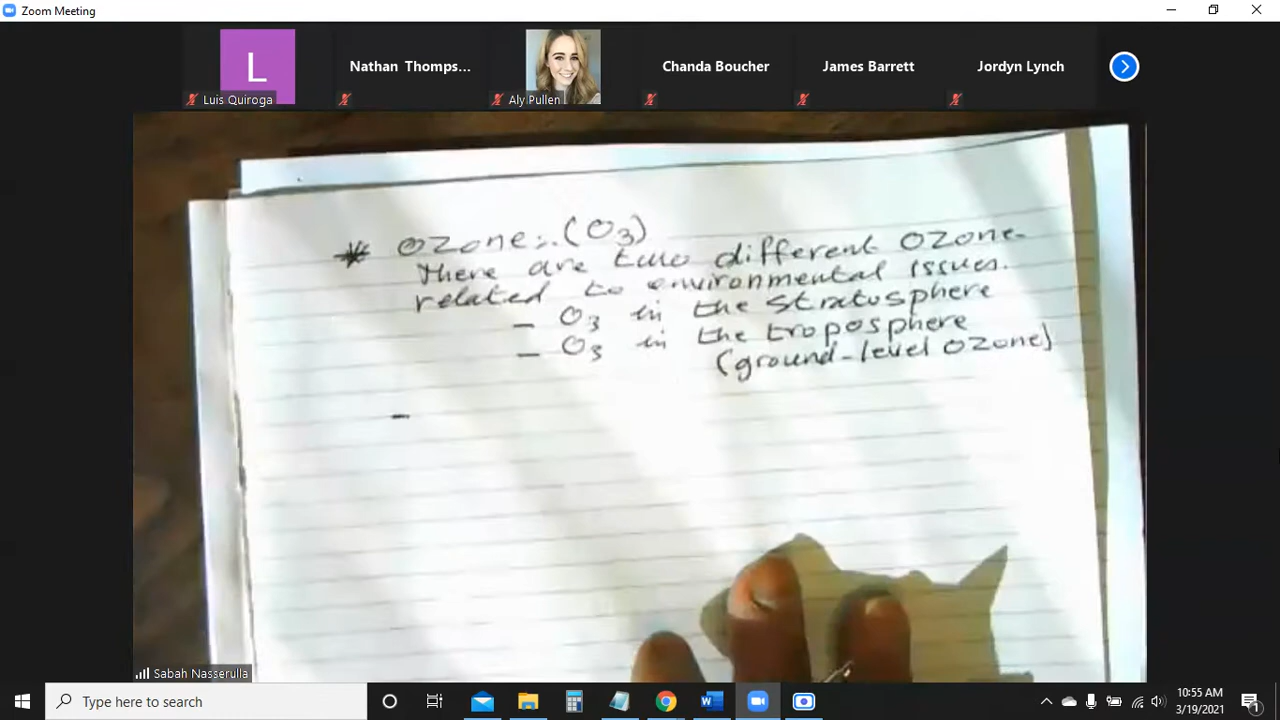 Zoom Meeting
L
Luis Quiroga
Nathan Thomps...
Aly Pullen
Chanda Boucher
James Barrett
Jordyn Lynch
* Ozone:. (O3)
There are two different Ozone
related to environmental issues.
- O3 in the stratosphere
- O3 in the troposphere
(ground-level Ozone)
-
Sabah Nasserulla
Type here to search
10:55 AM
3/19/2021
1